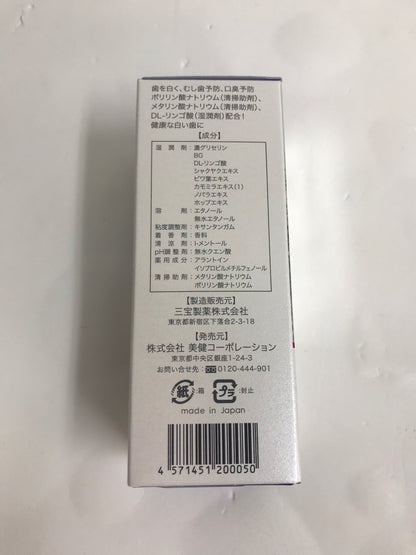 歯を白く、むし歯予防、口臭予防
ポリリン酸ナトリウム(清掃助剤)、
メタリン酸ナトリウム(清掃助剤)、
DL-リンゴ酸(湿潤剤)配合!
健康な白い歯に
【成分】
湿潤剤:濃グリセリン
BG
DL-リンゴ酸
シャクヤクエキス
ビワ葉エキス
カモミラエキス(1)
ノバラエキス
ホップエキス
溶剤:エタノール
無水エタノール
粘度調整剤:キサンタンガム
着香剤:香料
清涼剤:l-メントール
pH調整剤:無水クエン酸
薬用成分:アラントイン
イソプロピルメチルフェノール
清掃助剤:メタリン酸ナトリウム
ポリリン酸ナトリウム
【製造販売元】
三宝製薬株式会社
東京都新宿区下落合2-3-18
【発売元】
株式会社 美健コーポレーション
東京都中央区銀座1-24-3
お問い合せ先:0120-444-901
紙:箱 プラ:封止
made in Japan
4 571451 200050